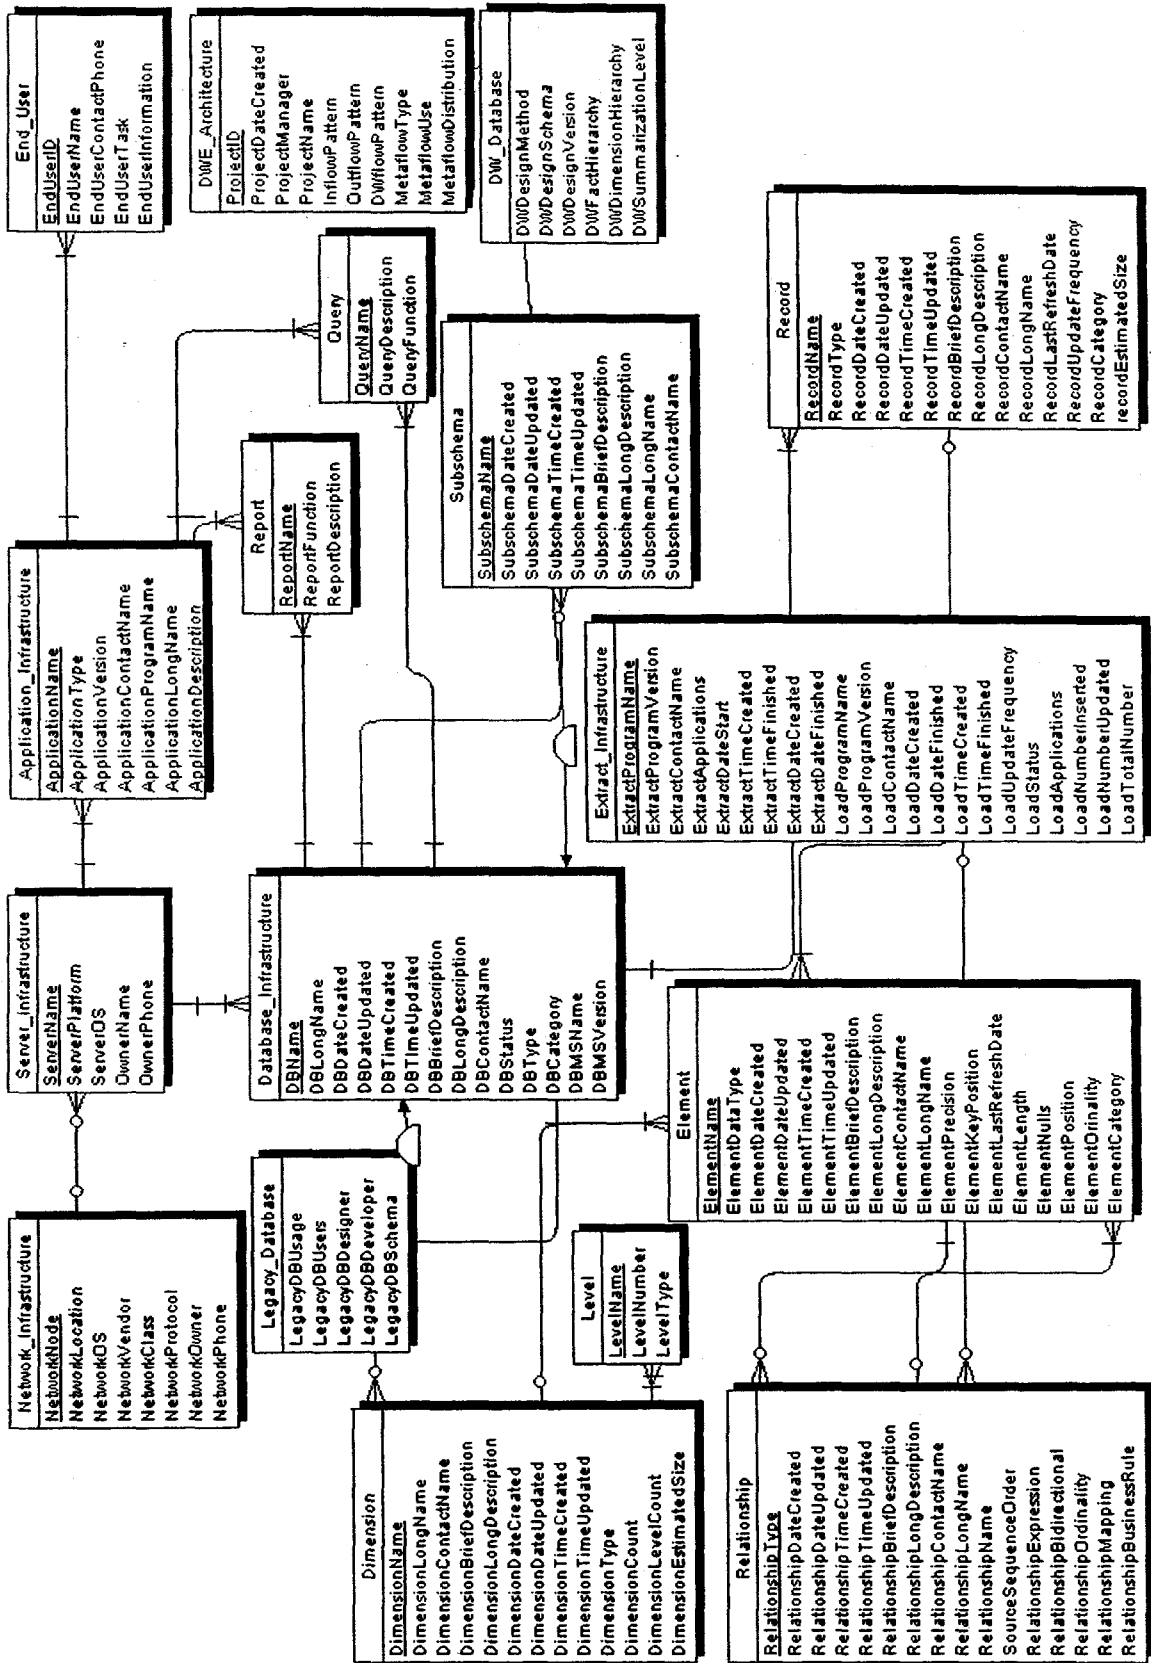 Network_Infrastructure
NetworkNode
NetworkLocation
NetworkOS
NetworkVendor
NetworkClass
NetworkProtocol
NetworkOwner
NetworkPhone
Server_Infrastructure
ServerName
ServerPlatform
ServerOS
OwnerName
OwnerPhone
Application_Infrastructure
ApplicationName
ApplicationType
ApplicationVersion
ApplicationContactName
ApplicationProgramName
ApplicationLongName
ApplicationDescription
End_User
EndUserID
EndUserName
EndUserContactPhone
EndUserTask
EndUserInformation
DWE_Architecture
ProjectID
ProjectDateCreated
ProjectManager
ProjectName
InflowPattern
OutflowPattern
DWflowPattern
MetaflowType
MetaflowUse
MetaflowDistribution
Legacy_Database
LegacyDBUsage
LegacyDBUsers
LegacyDBDesigner
LegacyDBDeveloper
LegacyDBSchema
Database_Infrastructure
DBName
DBLongName
DBDateCreated
DBDateUpdated
DBTimeCreated
DBTimeUpdated
DBBriefDescription
DBLongDescription
DBContactName
DBStatus
DBType
DBCategory
DBMSName
DBMSVersion
Report
ReportName
ReportFunction
ReportDescription
Query
QueryName
QueryDescription
QueryFunction
DW_Database
DWDesignMethod
DWDesignSchema
DWDesignVersion
DWFactHierarchy
DWDimensionHierarchy
DWSummarizationLevel
Dimension
DimensionName
DimensionLongName
DimensionContactName
DimensionBriefDescription
DimensionLongDescription
DimensionDateCreated
DimensionDateUpdated
DimensionTimeCreated
DimensionTimeUpdated
DimensionType
DimensionCount
DimensionLevelCount
DimensionEstimatedSize
Level
LevelName
LevelNumber
LevelType
Subschema
SubschemaName
SubschemaDateCreated
SubschemaDateUpdated
SubschemaTimeCreated
SubschemaTimeUpdated
SubschemaBriefDescription
SubschemaLongDescription
SubschemaLongName
SubschemaContactName
Relationship
RelationshipType
RelationshipDateCreated
RelationshipDateUpdated
RelationshipTimeCreated
RelationshipTimeUpdated
RelationshipBriefDescription
RelationshipLongDescription
RelationshipContactName
RelationshipLongName
RelationshipName
SourceSequenceOrder
RelationshipExpression
RelationshipBidirectional
RelationshipOrdinality
RelationshipMapping
RelationshipBusinessRule
Element
ElementName
ElementDataType
ElementDateCreated
ElementDateUpdated
ElementTimeCreated
ElementTimeUpdated
ElementBriefDescription
ElementLongDescription
ElementContactName
ElementLongName
ElementPrecision
ElementKeyPosition
ElementLastRefreshDate
ElementLength
ElementNulls
ElementPosition
ElementOrinality
ElementCategory
Extract_Infrastructure
ExtractProgramName
ExtractProgramVersion
ExtractContactName
ExtractApplications
ExtractDateStart
ExtractTimeCreated
ExtractTimeFinished
ExtractDateCreated
ExtractDateFinished
LoadProgramName
LoadProgramVersion
LoadContactName
LoadDateCreated
LoadDateFinished
LoadTimeCreated
LoadTimeFinished
LoadUpdateFrequency
LoadStatus
LoadApplications
LoadNumberInserted
LoadNumberUpdated
LoadTotalNumber
Record
RecordName
RecordType
RecordDateCreated
RecordDateUpdated
RecordTimeCreated
RecordTimeUpdated
RecordBriefDescription
RecordLongDescription
RecordContactName
RecordLongName
RecordLastRefreshDate
RecordUpdateFrequency
RecordCategory
recordEstimatedSize